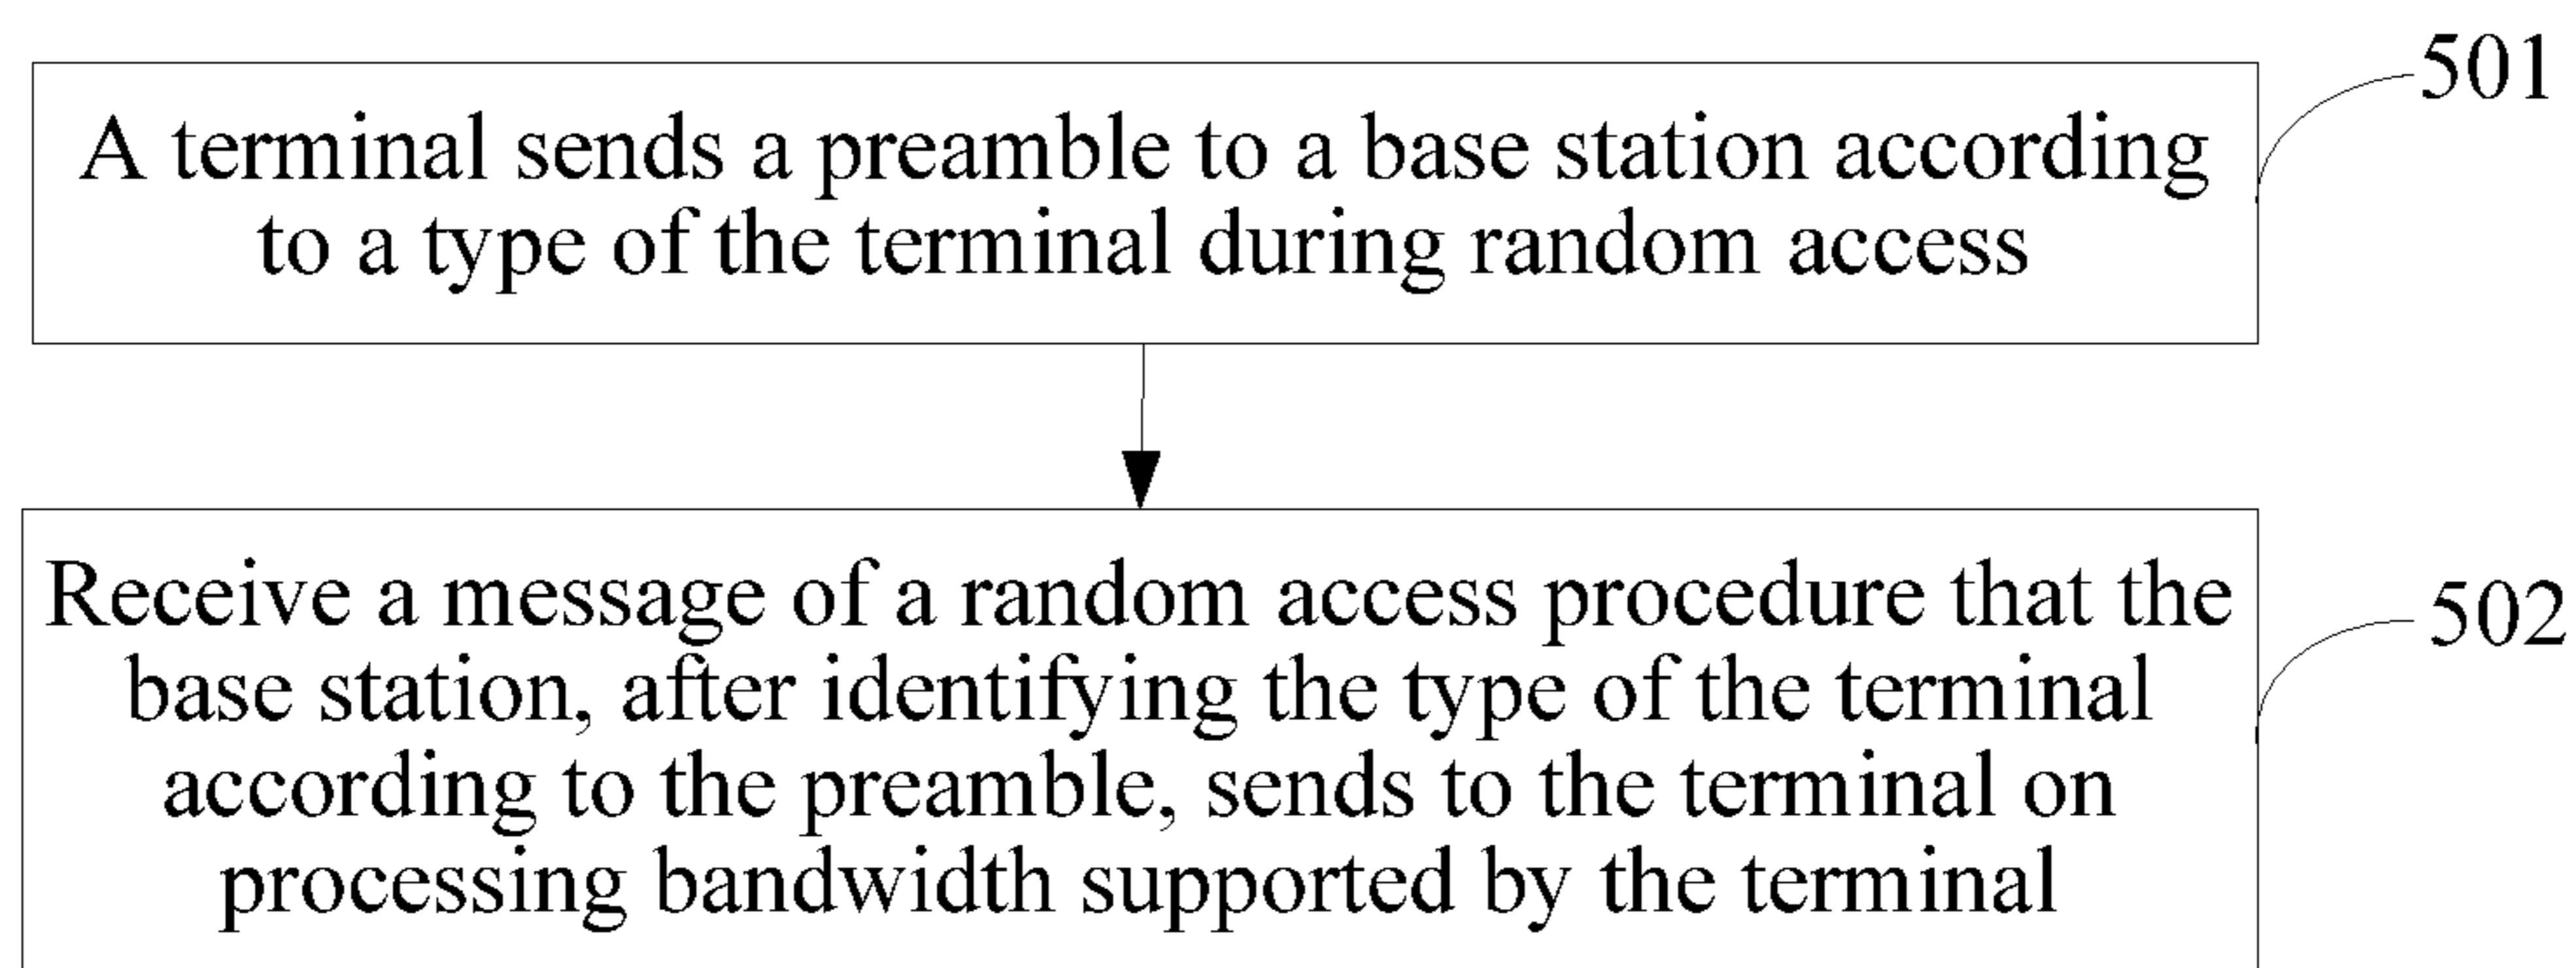 501
A terminal sends a preamble to a base station according
to a type of the terminal during random access
Receive a message of a random access procedure that the
base station, after identifying the type of the terminal
according to the preamble, sends to the terminal on
processing bandwidth supported by the terminal
502